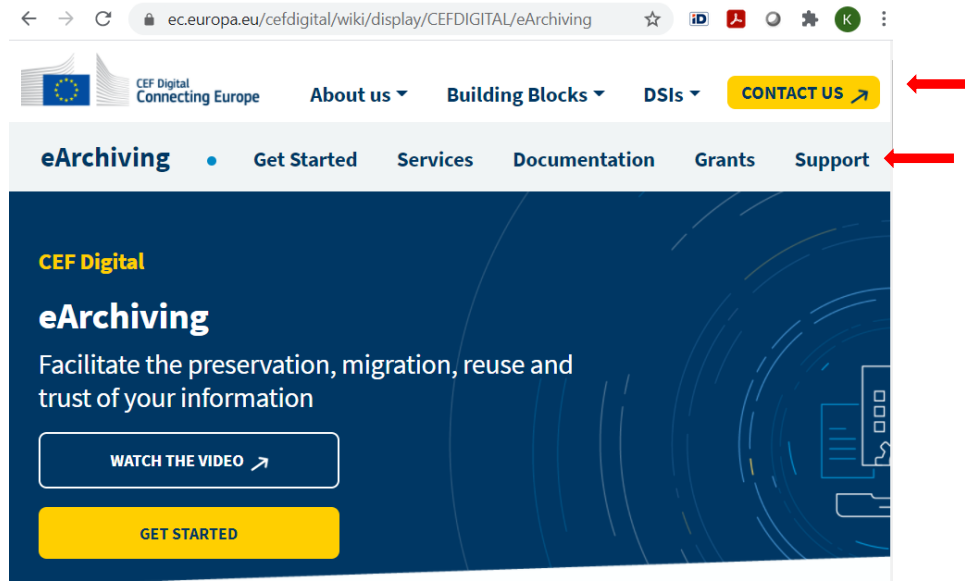 ec.europa.eu/cefdigital/wiki/display/CEFDIGITAL/eArchiving iD K
CEF Digital
Connecting Europe About us Building Blocks DSIs CONTACT US
eArchiving • Get Started Services Documentation Grants Support
CEF Digital
eArchiving
Facilitate the preservation, migration, reuse and
trust of your information
WATCH THE VIDEO
GET STARTED